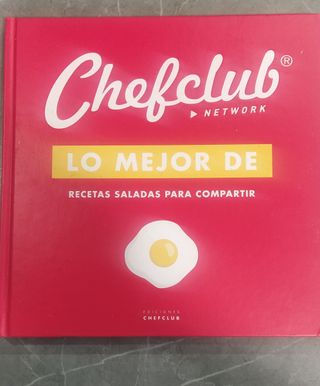 Chefclub®
NETWORK
LO MEJOR DE
RECETAS SALADAS PARA COMPARTIR
EDICIONES
CHEFCLUB